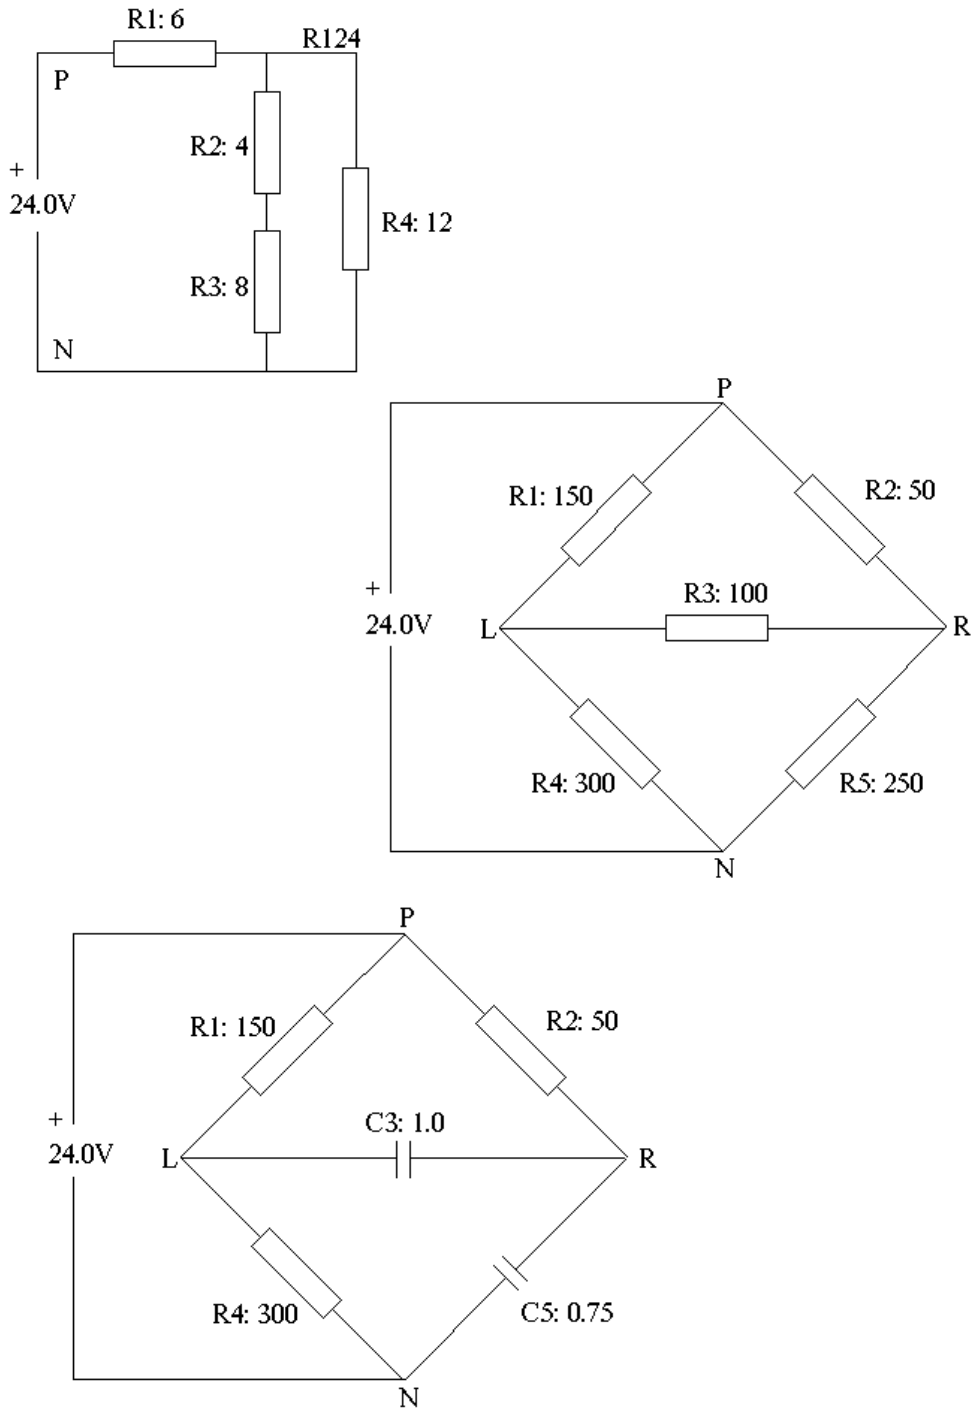 R1: 6
R124
P
R2: 4
+
24.0V
R4: 12
R3: 8
N
P
R1: 150
R2: 50
+
24.0V
R3: 100
L
R
R4: 300
R5: 250
N
P
R1: 150
R2: 50
+
24.0V
C3: 1.0
L
R
R4: 300
C5: 0.75
N